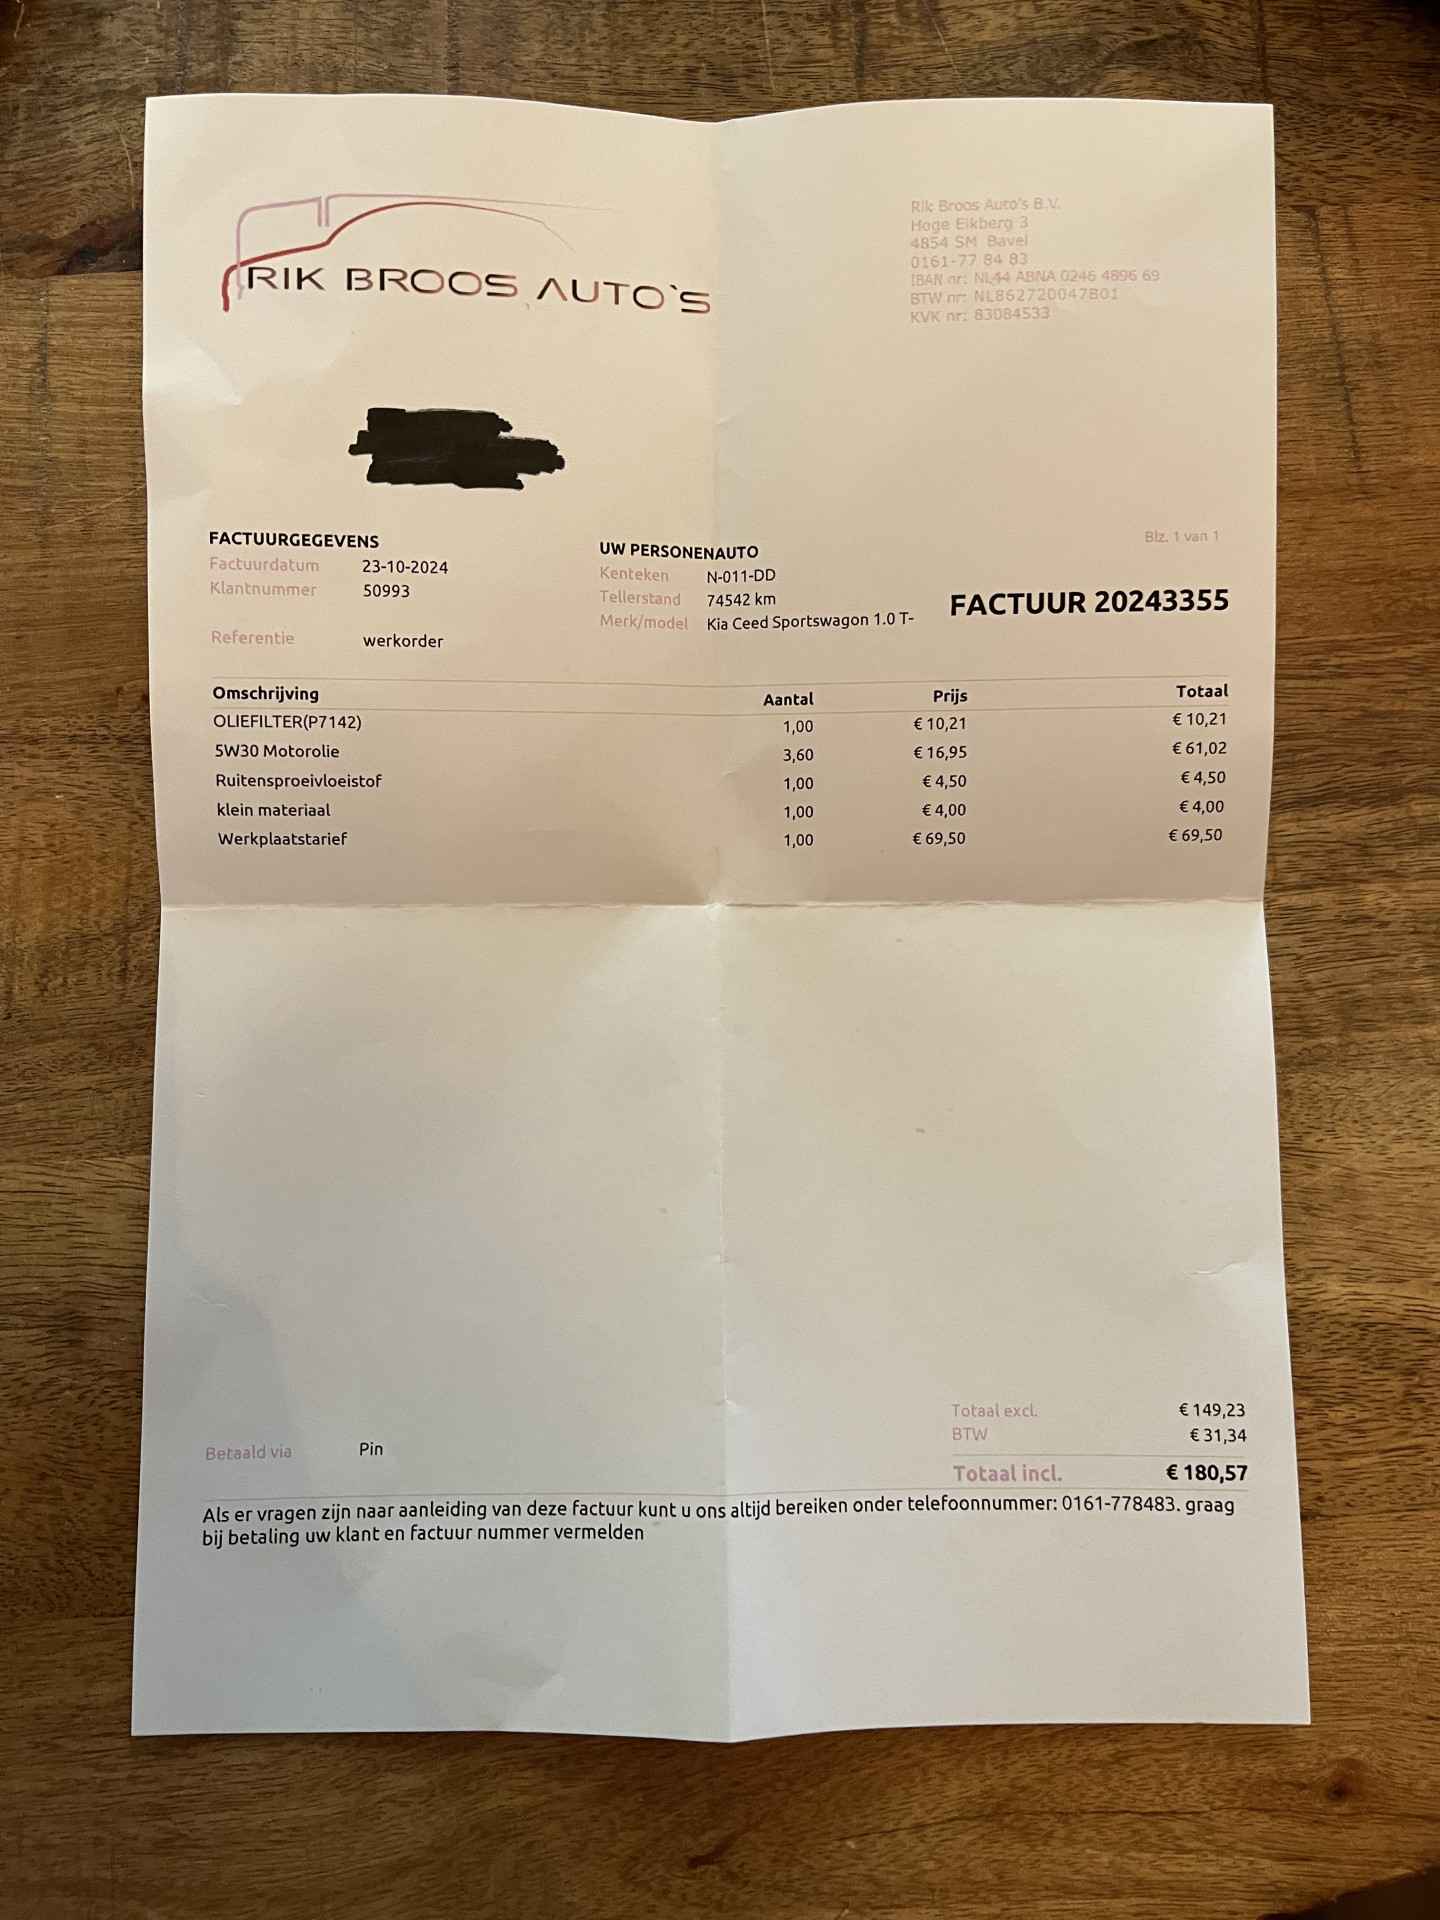 RIK BROOS AUTO'S
Rik Broos Auto's B.V.
Hoge Eikberg 3
4854 SM Bavel
0161-77 84 83
IBAN nr: NL44 ABNA 0246 4896 69
BTW nr: NL862720047B01
KVK nr: 83084533
FACTUURGEGEVENS
Factuurdatum 23-10-2024
Klantnummer 50993
Referentie werkorder
UW PERSONENAUTO
Kenteken N-011-DD
Tellerstand 74542 km
Merk/model Kia Ceed Sportswagon 1.0 T-
Blz. 1 van 1
FACTUUR 20243355
Omschrijving Aantal Prijs Totaal
OLIEFILTER(P7142) 1,00 € 10,21 € 10,21
5W30 Motorolie 3,60 € 16,95 € 61,02
Ruitensproeivloeistof 1,00 € 4,50 € 4,50
klein materiaal 1,00 € 4,00 € 4,00
Werkplaatstarief 1,00 € 69,50 € 69,50
Totaal excl. € 149,23
BTW € 31,34
Betaald via Pin
Totaal incl. € 180,57
Als er vragen zijn naar aanleiding van deze factuur kunt u ons altijd bereiken onder telefoonnummer: 0161-778483. graag
bij betaling uw klant en factuur nummer vermelden